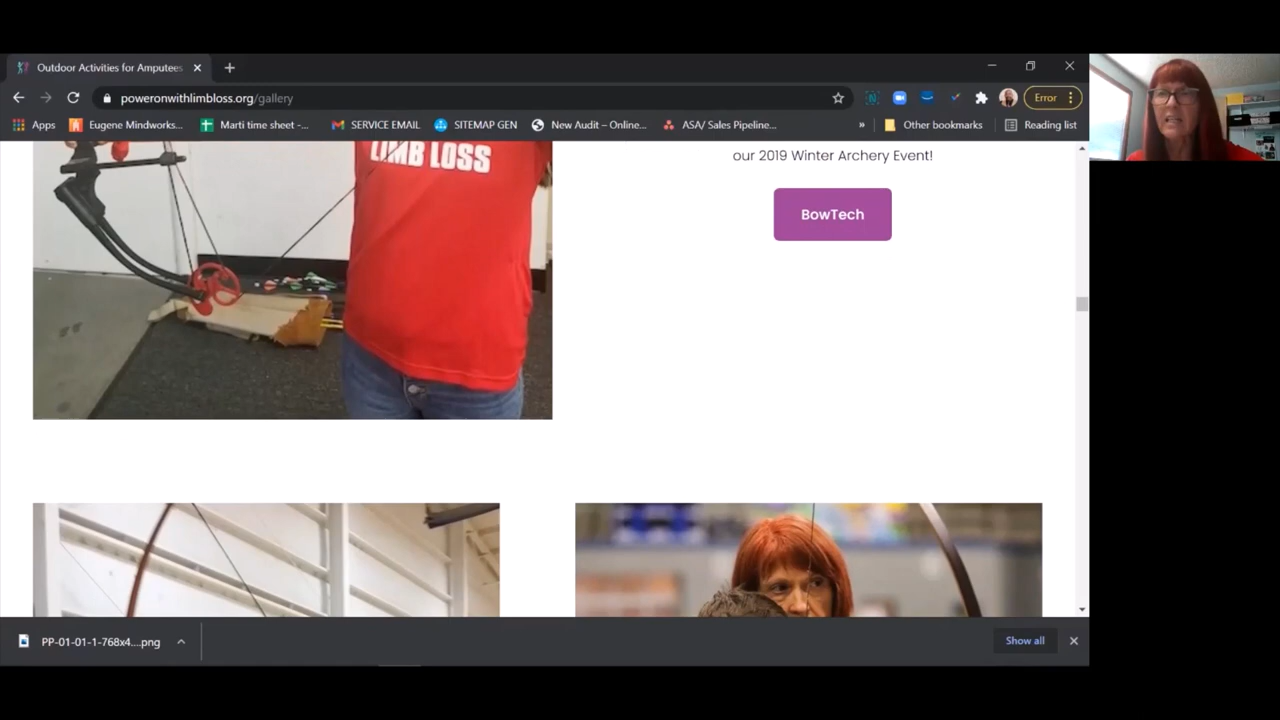 Outdoor Activities for Amputees
poweronwithlimbloss.org/gallery
Error
Apps
Eugene Mindworks...
Marti time sheet -...
SERVICE EMAIL
SITEMAP GEN
New Audit – Online...
ASA/ Sales Pipeline...
»
Other bookmarks
Reading list
LIMB LOSS
our 2019 Winter Archery Event!
BowTech
PP-01-01-1-768x4....png
Show all